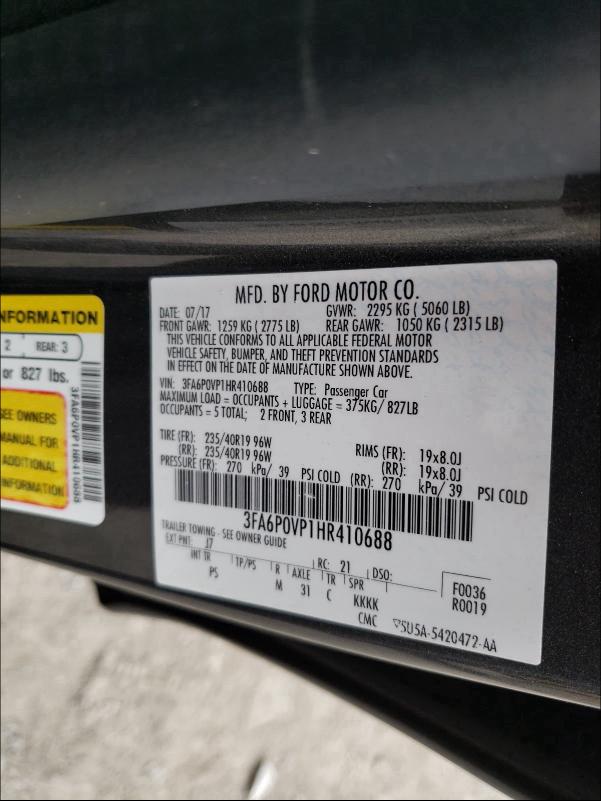 NFORMATION
2 REAR: 3
or 827 lbs.
SEE OWNERS
MANUAL FOR
ADDITIONAL
INFORMATION
3FA6P0VP1HR410688
MFD. BY FORD MOTOR CO.
DATE: 07/17 GVWR: 2295 KG ( 5060 LB)
FRONT GAWR: 1259 KG ( 2775 LB) REAR GAWR: 1050 KG ( 2315 LB)
THIS VEHICLE CONFORMS TO ALL APPLICABLE FEDERAL MOTOR
VEHICLE SAFETY, BUMPER, AND THEFT PREVENTION STANDARDS
IN EFFECT ON THE DATE OF MANUFACTURE SHOWN ABOVE.
VIN: 3FA6P0VP1HR410688 TYPE: Passenger Car
MAXIMUM LOAD = OCCUPANTS + LUGGAGE = 375KG/ 827LB
OCCUPANTS = 5 TOTAL; 2 FRONT, 3 REAR
TIRE (FR): 235/40R19 96W RIMS (FR): 19x8.0J
(RR): 235/40R19 96W (RR): 19x8.0J
PRESSURE (FR): 270 kPa/ 39 PSI COLD (RR): 270 kPa/ 39 PSI COLD
3FA6P0VP1HR410688
TRAILER TOWING - SEE OWNER GUIDE
EXT PNT: J7 RC: 21 DSO: F0036
INT TR TP/PS R AXLE TR SPR R0019
PS M 31 C KKKK
CMC ▽5U5A-5420472-AA